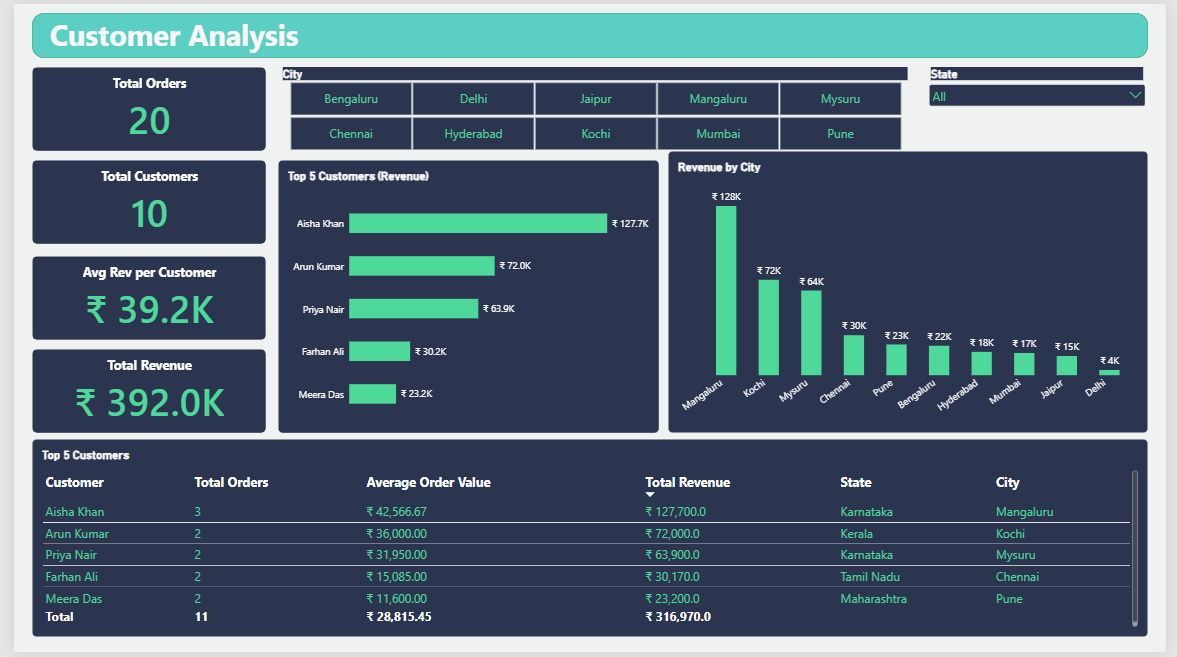 Customer Analysis
Total Orders
20
Total Customers
10
Avg Rev per Customer
₹ 39.2K
Total Revenue
₹ 392.0K
City
Bengaluru Delhi Jaipur Mangaluru Mysuru
Chennai Hyderabad Kochi Mumbai Pune
State
All
Top 5 Customers (Revenue)
Aisha Khan ₹ 127.7K
Arun Kumar ₹ 72.0K
Priya Nair ₹ 63.9K
Farhan Ali ₹ 30.2K
Meera Das ₹ 23.2K
Revenue by City
₹ 128K ₹ 72K ₹ 64K ₹ 30K ₹ 23K ₹ 22K ₹ 18K ₹ 17K ₹ 15K ₹ 4K
Mangaluru Kochi Mysuru Chennai Pune Bengaluru Hyderabad Mumbai Jaipur Delhi
Top 5 Customers
Customer Total Orders Average Order Value Total Revenue State City
Aisha Khan 3 ₹ 42,566.67 ₹ 127,700.0 Karnataka Mangaluru
Arun Kumar 2 ₹ 36,000.00 ₹ 72,000.0 Kerala Kochi
Priya Nair 2 ₹ 31,950.00 ₹ 63,900.0 Karnataka Mysuru
Farhan Ali 2 ₹ 15,085.00 ₹ 30,170.0 Tamil Nadu Chennai
Meera Das 2 ₹ 11,600.00 ₹ 23,200.0 Maharashtra Pune
Total 11 ₹ 28,815.45 ₹ 316,970.0